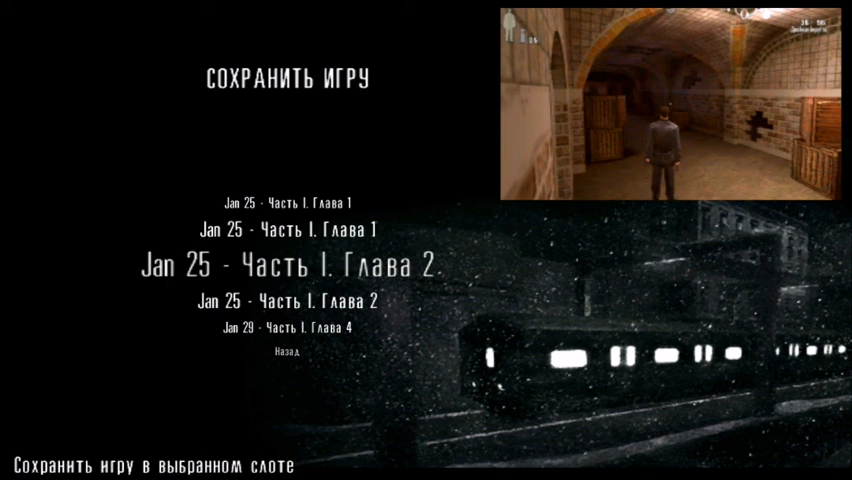 СОХРАНИТЬ ИГРУ
Jan 25 - Часть I. Глава 1
Jan 25 - Часть I. Глава 1
Jan 25 - Часть I. Глава 2
Jan 25 - Часть I. Глава 2
Jan 29 - Часть I. Глава 4
Назад
Сохранить игру в выбранном слоте